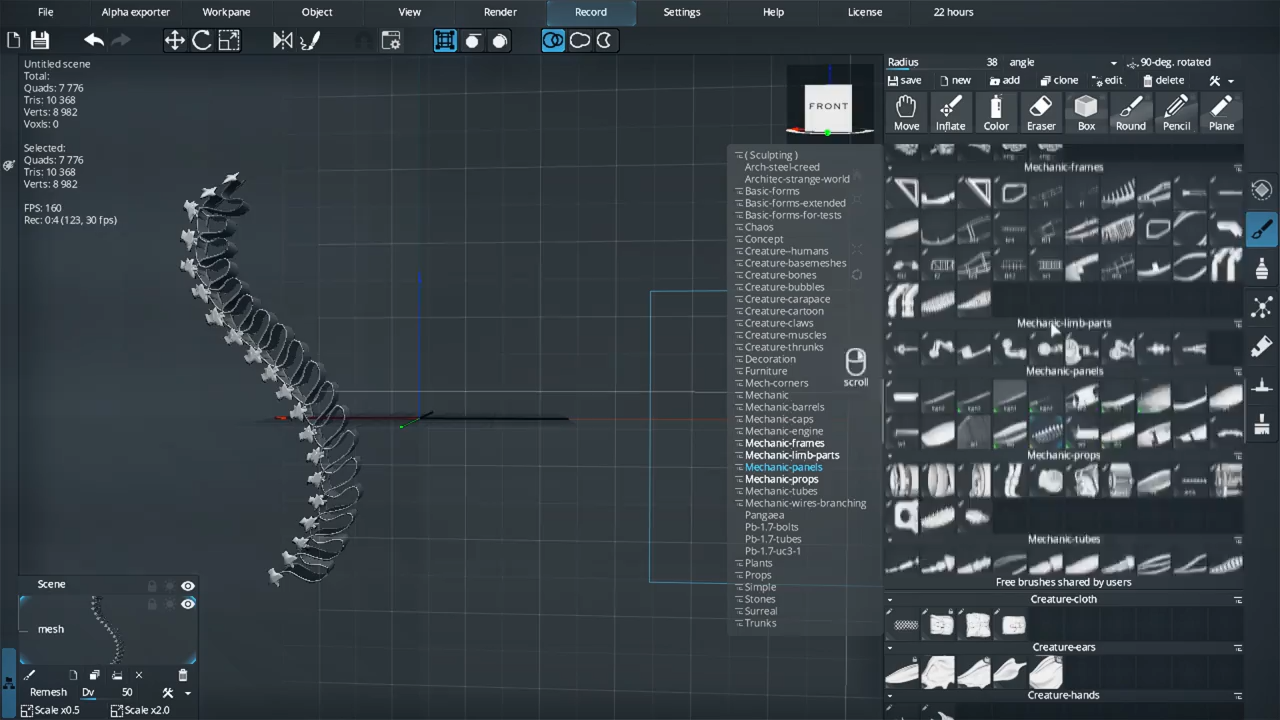 File Alpha exporter Workpane Object View Render Record Settings Help License 22 hours
Untitled scene
Total:
Quads: 7 776
Tris: 10 368
Verts: 8 982
Voxls: 0
Selected:
Quads: 7 776
Tris: 10 368
Verts: 8 982
FPS: 160
Rec: 0:4 (123, 30 fps)
FRONT
Radius 38 angle 90-deg. rotated
save new add clone edit delete
Move Inflate Color Eraser Box Round Pencil Plane
( Sculpting )
Arch-steel-creed
Architec-strange-world
Basic-forms
Basic-forms-extended
Basic-forms-for-tests
Chaos
Concept
Creature--humans
Creature-basemeshes
Creature-bones
Creature-bubbles
Creature-carapace
Creature-cartoon
Creature-claws
Creature-muscles
Creature-thrunks
Decoration
Furniture
Mech-corners
Mechanic
Mechanic-barrels
Mechanic-caps
Mechanic-engine
Mechanic-frames
Mechanic-limb-parts
Mechanic-panels
Mechanic-props
Mechanic-tubes
Mechanic-wires-branching
Pangaea
Pb-1.7-bolts
Pb-1.7-tubes
Pb-1.7-uc3-1
Plants
Props
Simple
Stones
Surreal
Trunks
scroll
Mechanic-frames
Mechanic-limb-parts
Mechanic-panels
Mechanic-props
Mechanic-tubes
Free brushes shared by users
Creature-cloth
Creature-ears
Creature-hands
Scene
mesh
Remesh Dv 50
Scale x0.5 Scale x2.0